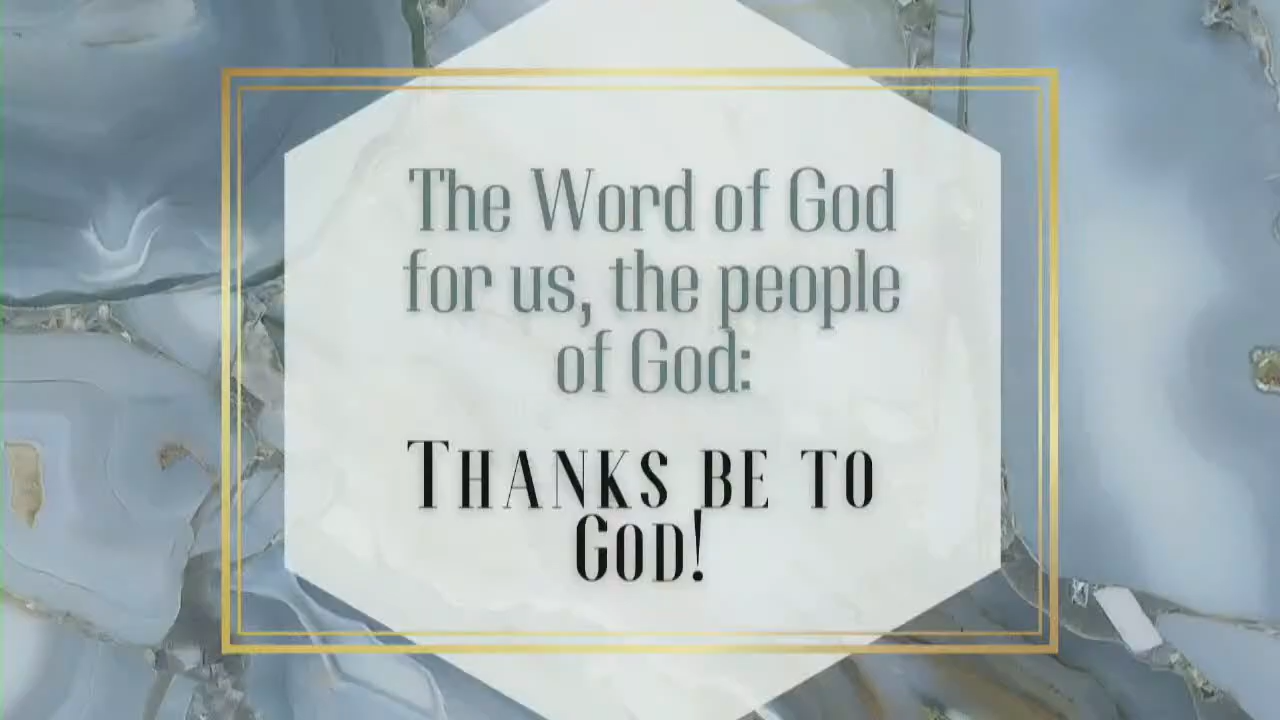 The Word of God
for us, the people
of God:
THANKS BE TO
GOD!